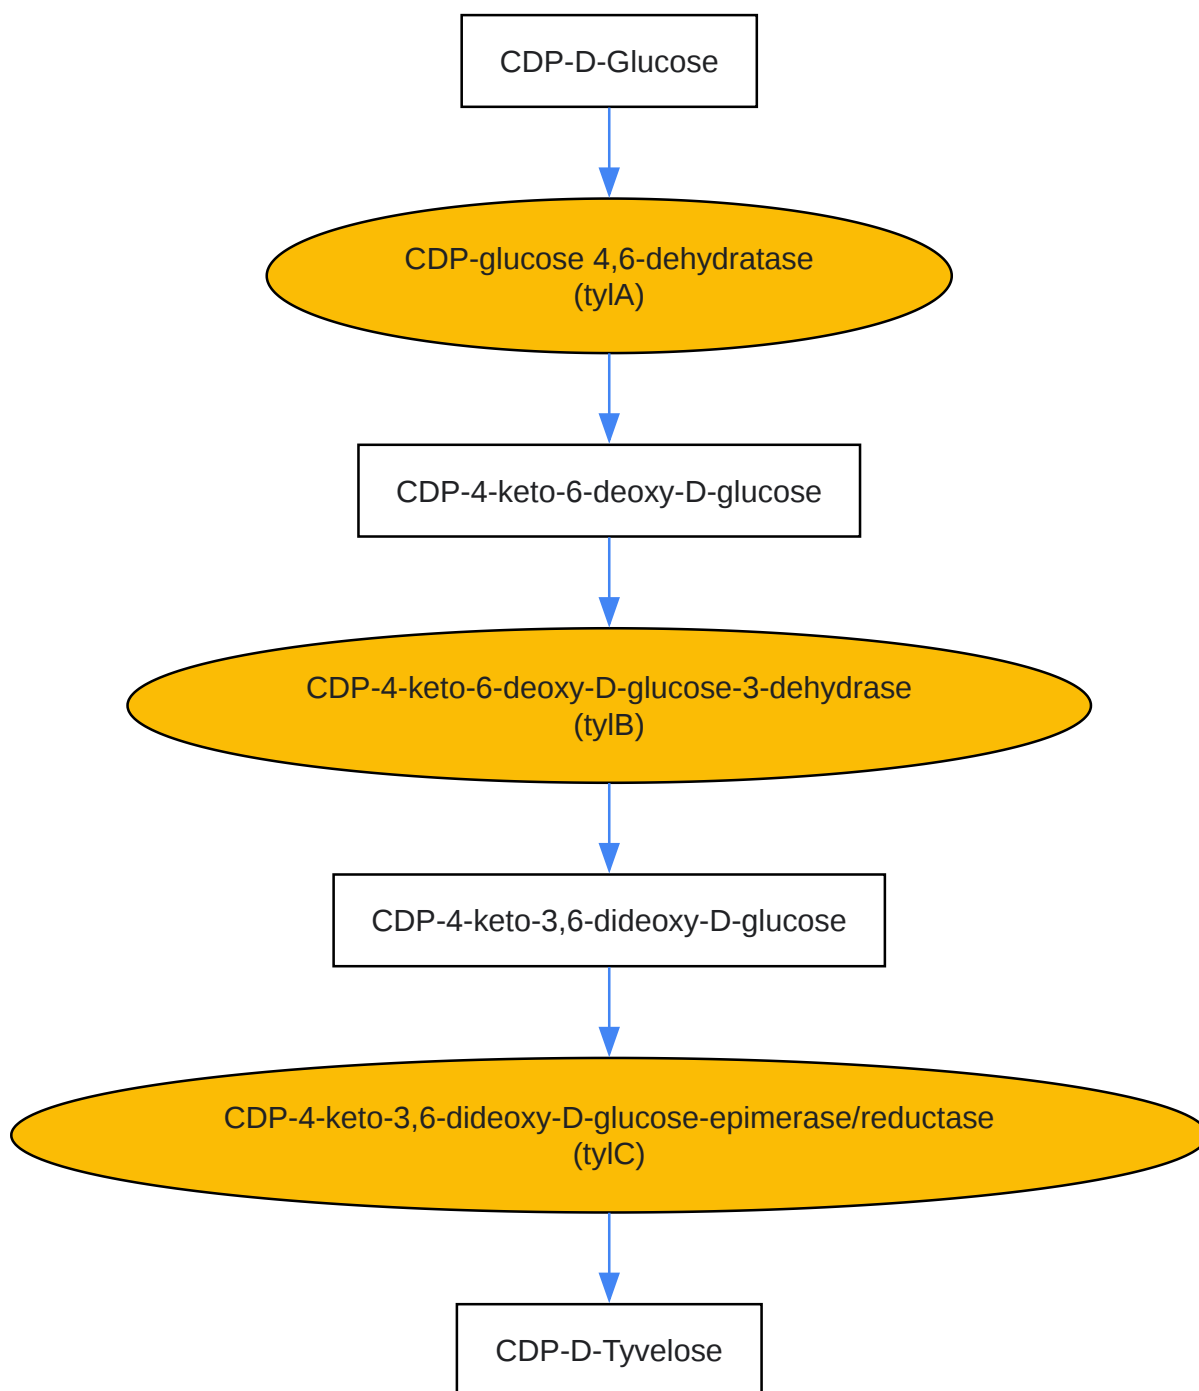 CDP-D-Glucose
CDP-glucose 4,6-dehydratase
(tylA)
CDP-4-keto-6-deoxy-D-glucose
CDP-4-keto-6-deoxy-D-glucose-3-dehydrase
(tylB)
CDP-4-keto-3,6-dideoxy-D-glucose
CDP-4-keto-3,6-dideoxy-D-glucose-epimerase/reductase
(tylC)
CDP-D-Tyvelose